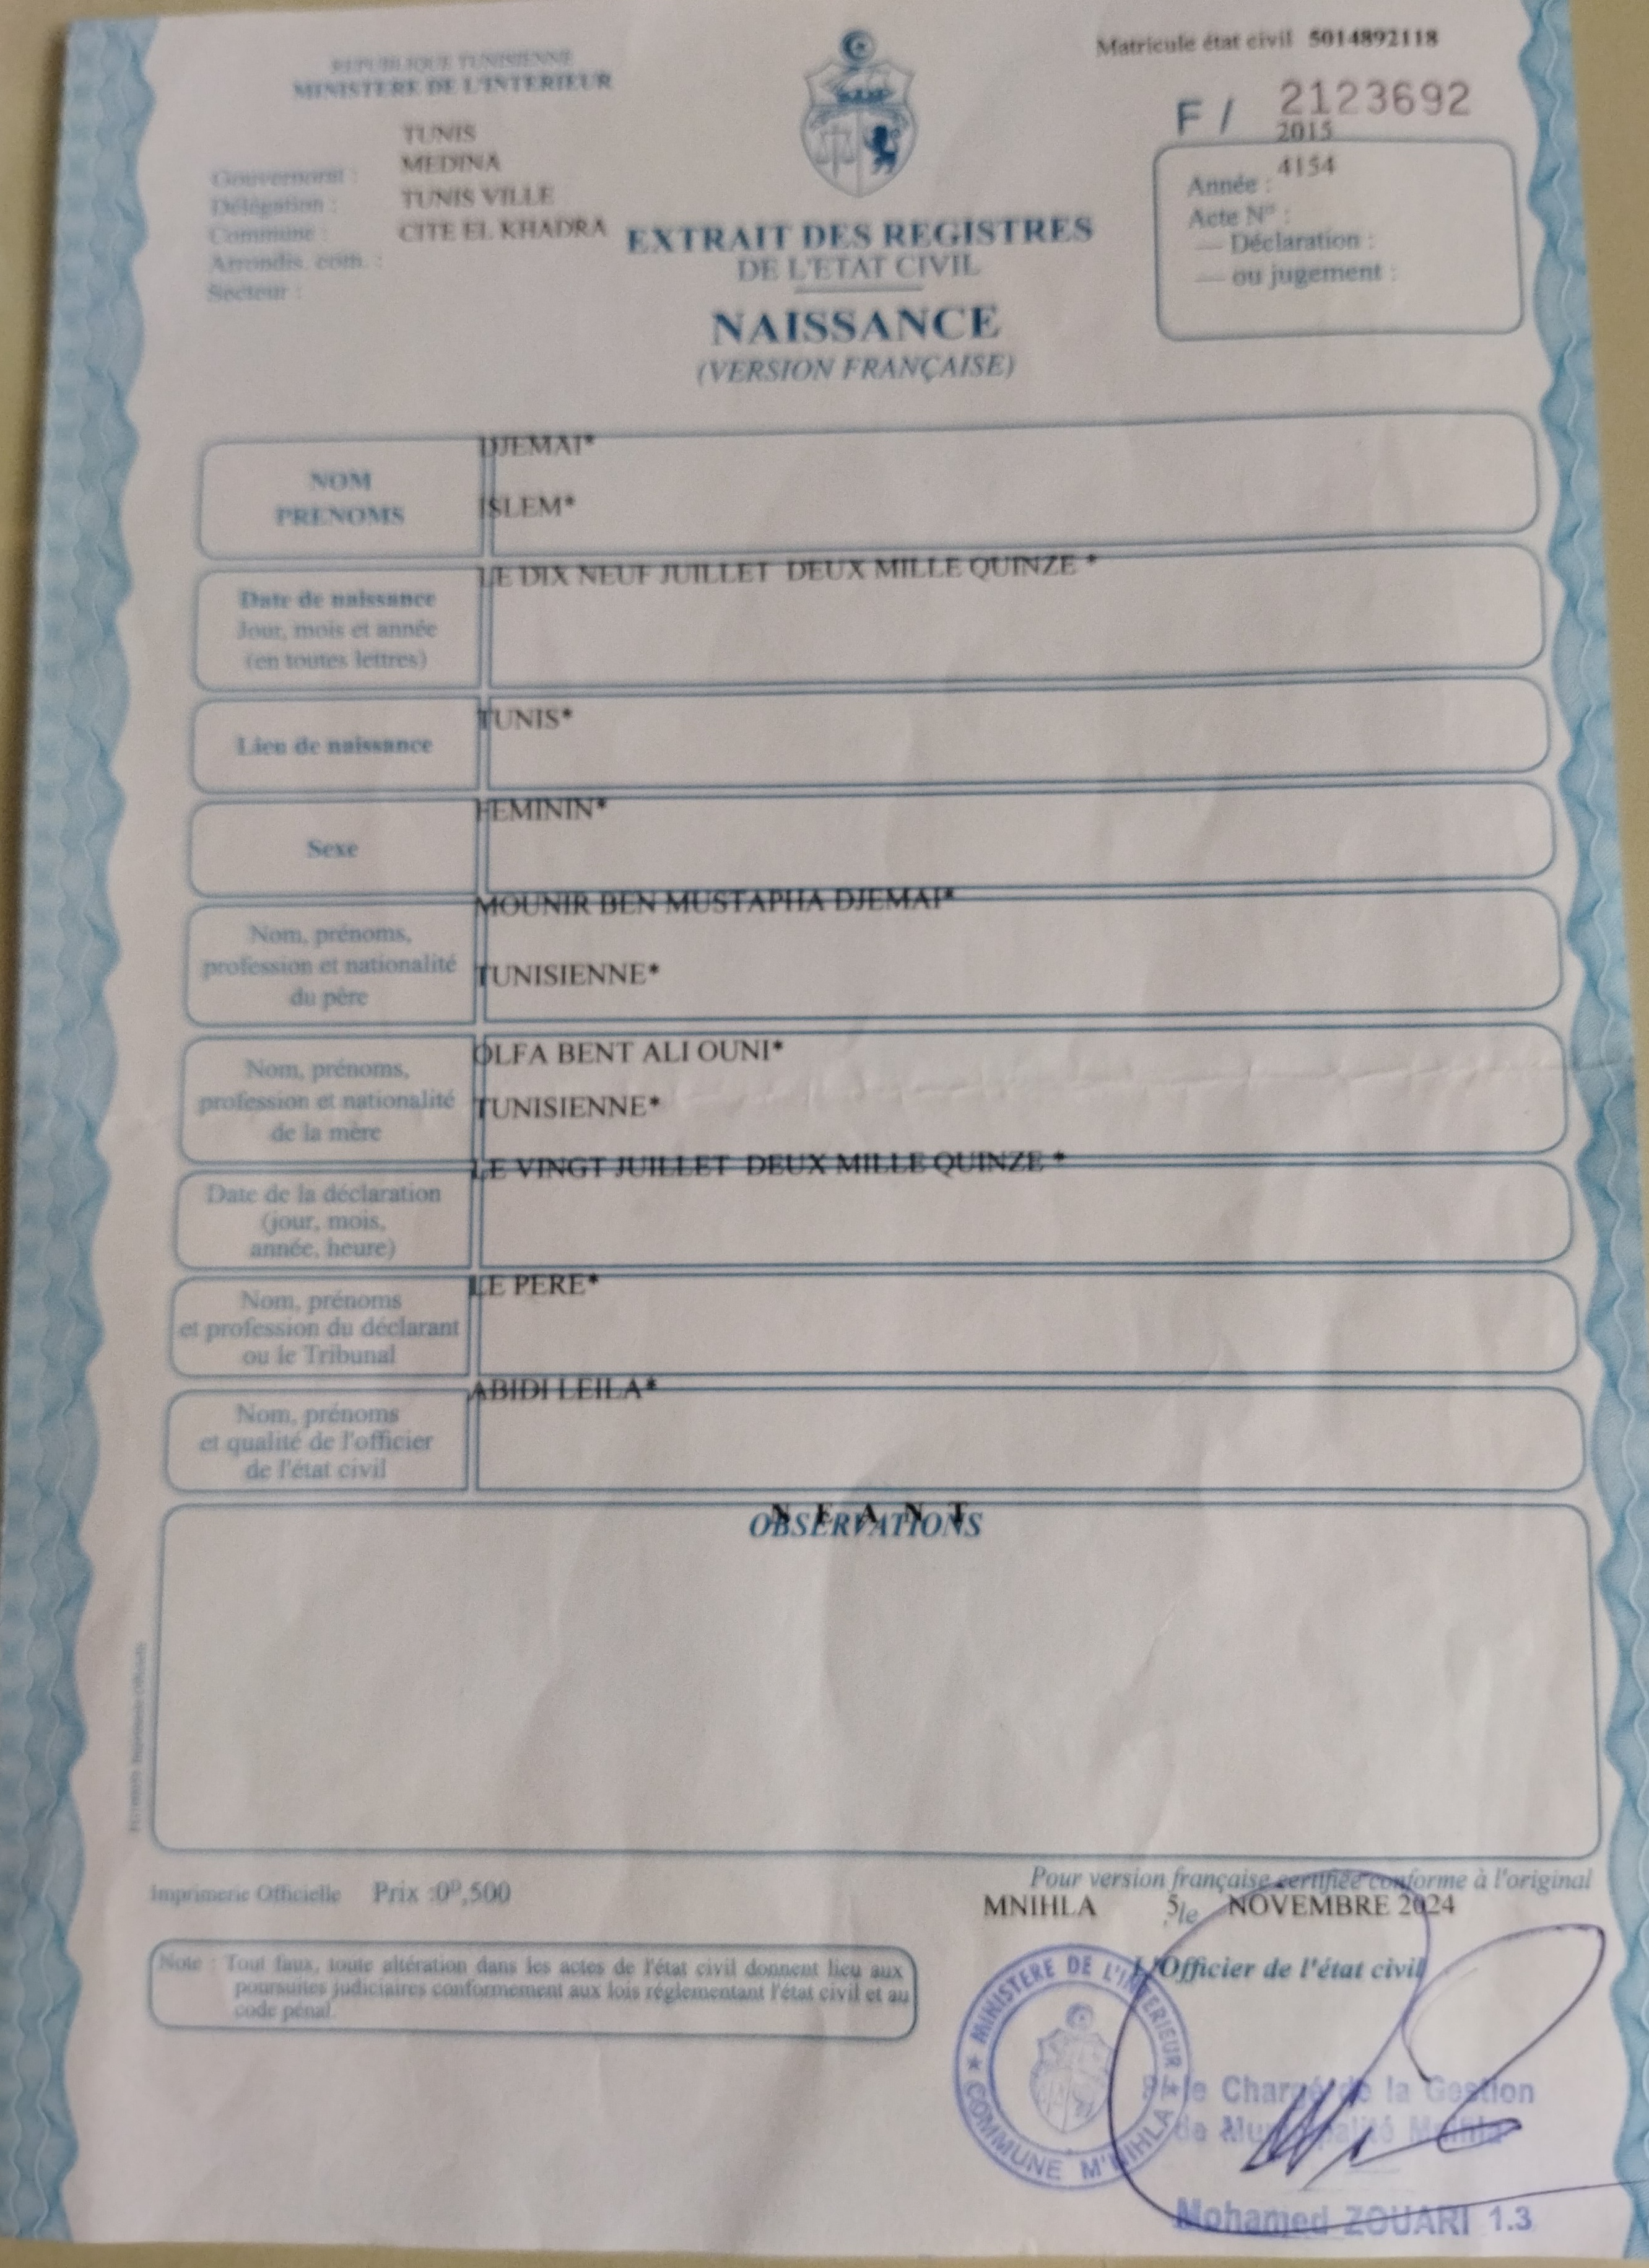 REPUBLIQUE TUNISIENNE
MINISTERE DE L'INTERIEUR
Matricule état civil 5014892118
F / 2123692
2015
4154
Année :
Acte N° :
— Déclaration :
— ou jugement :
TUNIS
MEDINA
TUNIS VILLE
CITE EL KHADRA
Gouvernorat :
Délégation :
Commune :
Arrondis. com. :
Secteur :
EXTRAIT DES REGISTRES
DE L'ETAT CIVIL
NAISSANCE
(VERSION FRANÇAISE)
NOM
PRENOMS
DJEMAI*
ISLEM*
Date de naissance
Jour, mois et année
(en toutes lettres)
LE DIX NEUF JUILLET DEUX MILLE QUINZE *
Lieu de naissance
TUNIS*
Sexe
FEMININ*
Nom, prénoms,
profession et nationalité
du père
MOUNIR BEN MUSTAPHA DJEMAI*
TUNISIENNE*
Nom, prénoms,
profession et nationalité
de la mère
OLFA BENT ALI OUNI*
TUNISIENNE*
Date de la déclaration
(jour, mois,
année, heure)
LE VINGT JUILLET DEUX MILLE QUINZE *
Nom, prénoms
et profession du déclarant
ou le Tribunal
LE PERE*
Nom, prénoms
et qualité de l'officier
de l'état civil
ABIDI LEILA*
N E A N T
OBSERVATIONS
Imprimerie Officielle Prix :0ᴰ,500
Pour version française certifiée conforme à l'original
MNIHLA 5 le NOVEMBRE 2024
L'Officier de l'état civil
Note : Tout faux, toute altération dans les actes de l'état civil donnent lieu aux
poursuites judiciaires conformement aux lois réglementant l'état civil et au
code pénal.
MINISTERE DE L'INTERIEUR
COMMUNE M'NIHLA
P/ le Chargé de la Gestion
de Municipalité Mnihla
Mohamed ZOUARI 1.3